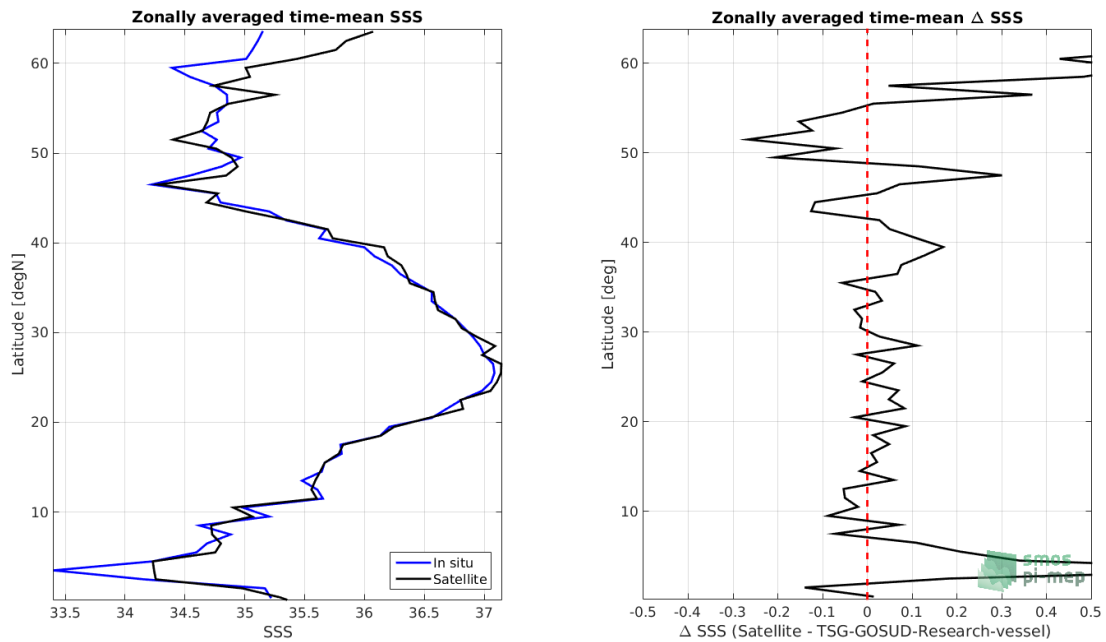 Zonally averaged time-mean SSS
60
50
40
30
20
10
Latitude [degN]
33.5 34 34.5 35 35.5 36 36.5 37
SSS
In situ
Satellite
Zonally averaged time-mean Δ SSS
60
50
40
30
20
10
Latitude [deg]
-0.5 -0.4 -0.3 -0.2 -0.1 0 0.1 0.2 0.3 0.4 0.5
Δ SSS (Satellite - TSG-GOSUD-Research-vessel)
smos
pi-mep